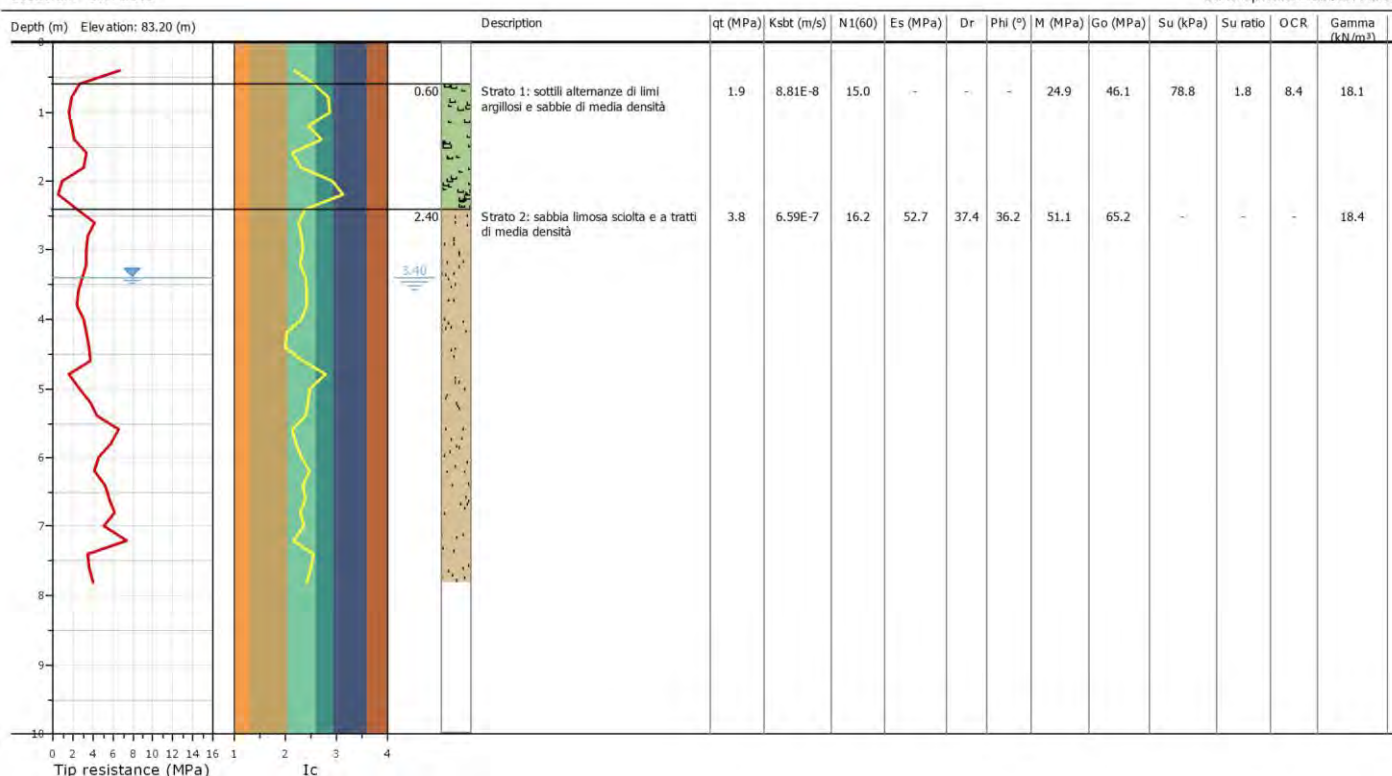 Depth (m) Elevation: 83.20 (m)
Description
qt (MPa) Ksbt (m/s) N1(60) Es (MPa) Dr Phi (°) M (MPa) Go (MPa) Su (kPa) Su ratio OCR Gamma
(kN/m³)
0
0.60 Strato 1: sottili alternanze di limi 1.9 8.81E-8 15.0 - - - 24.9 46.1 78.8 1.8 8.4 18.1
argillosi e sabbie di media densità
1
2
2.40 Strato 2: sabbia limosa sciolta e a tratti 3.8 6.59E-7 16.2 52.7 37.4 36.2 51.1 65.2 - - - 18.4
di media densità
3
3.40
4
5
6
7
8
9
10
0 2 4 6 8 10 12 14 16 1 2 3 4
Tip resistance (MPa) Ic